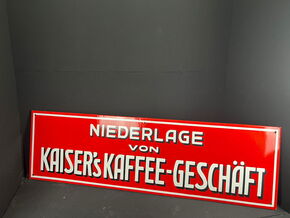 NIEDERLAGE
VON
KAISER's KAFFEE-GESCHÄFT